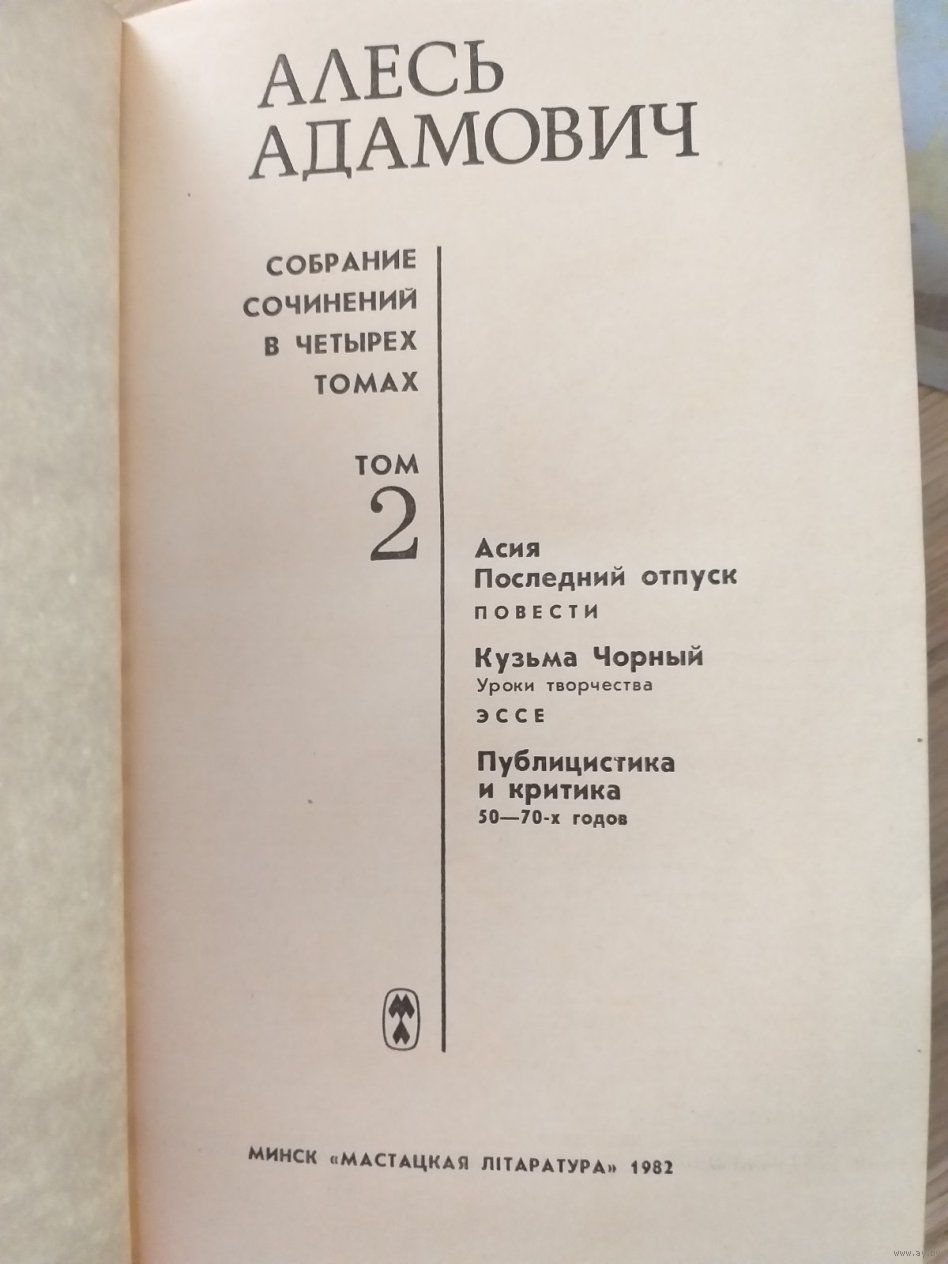 АЛЕСЬ
АДАМОВИЧ
СОБРАНИЕ
СОЧИНЕНИЙ
В ЧЕТЫРЕХ
ТОМАХ
ТОМ
2
Асия
Последний отпуск
ПОВЕСТИ
Кузьма Чорный
Уроки творчества
ЭССЕ
Публицистика
и критика
50—70-х годов
МИНСК «МАСТАЦКАЯ ЛІТАРАТУРА» 1982